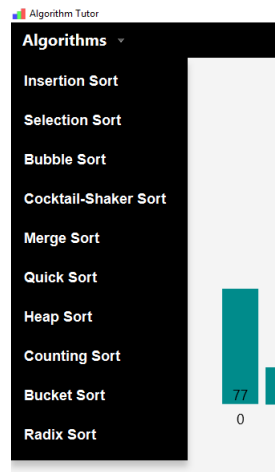 Algorithm Tutor
Algorithms
Insertion Sort
Selection Sort
Bubble Sort
Cocktail-Shaker Sort
Merge Sort
Quick Sort
Heap Sort
Counting Sort
Bucket Sort
Radix Sort
77
0